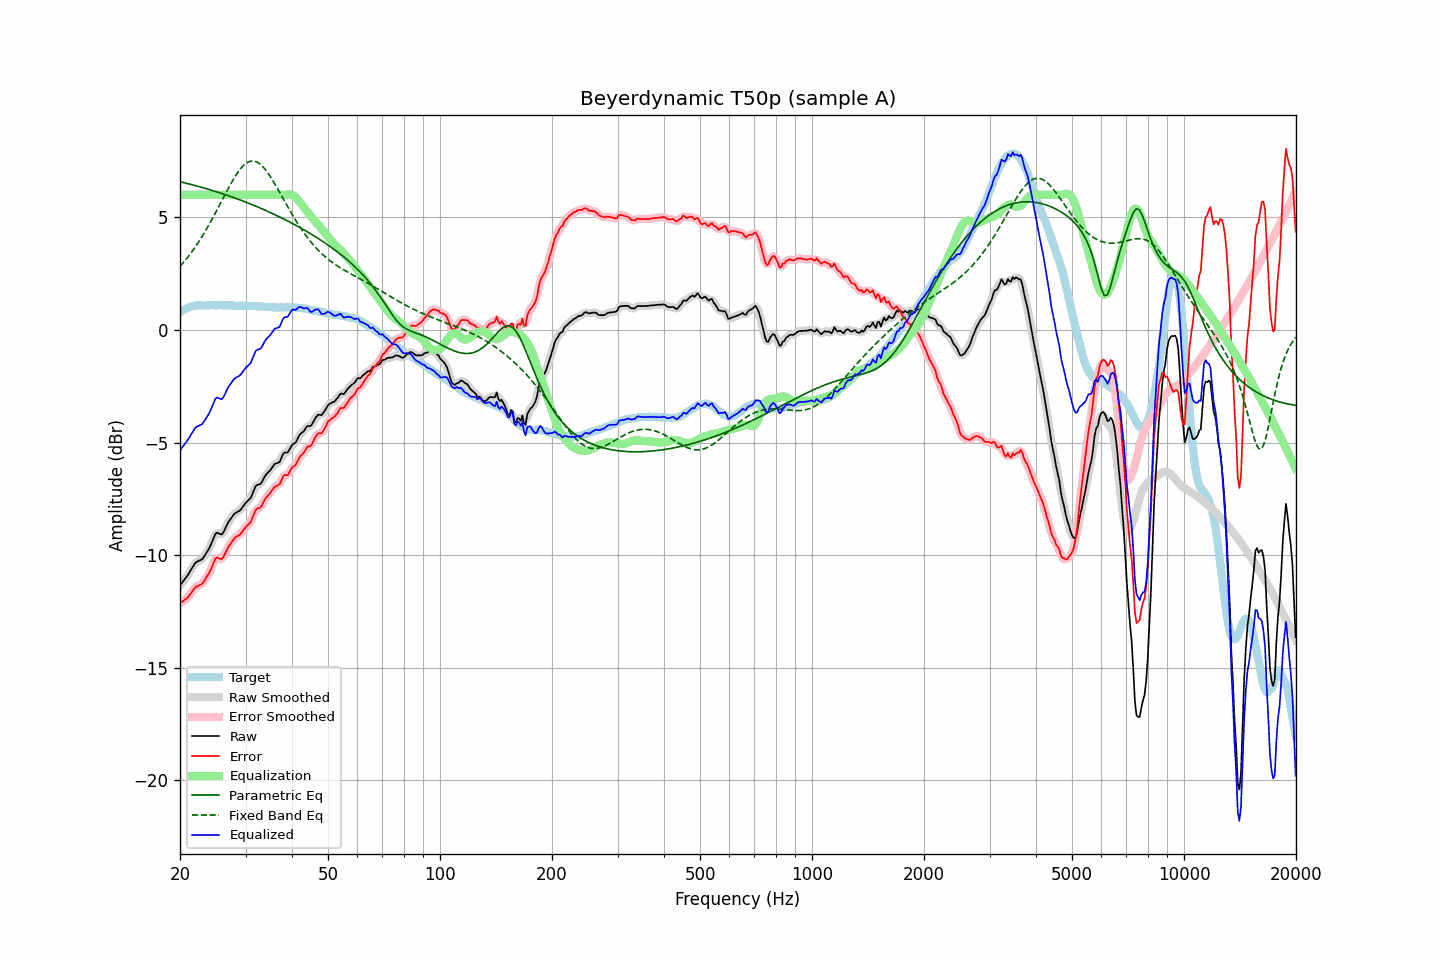 Beyerdynamic T50p (sample A)
Amplitude (dBr)
5
0
−5
−10
−15
−20
Target
Raw Smoothed
Error Smoothed
Raw
Error
Equalization
Parametric Eq
Fixed Band Eq
Equalized
20 50 100 200 500 1000 2000 5000 10000 20000
Frequency (Hz)